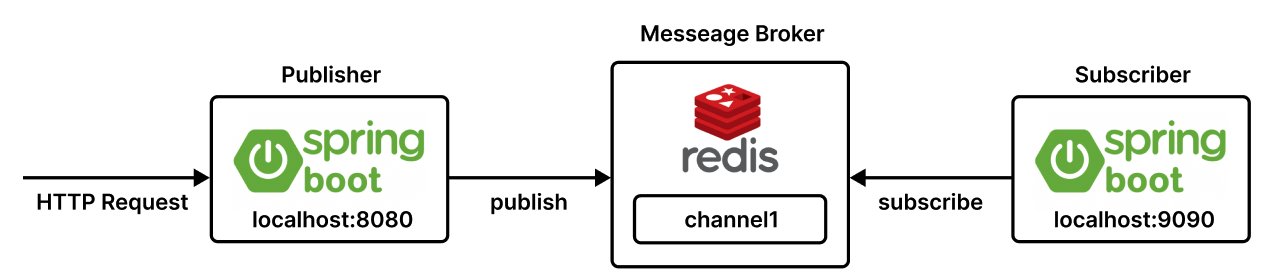 Messeage Broker
Publisher
Subscriber
spring
boot
redis
spring
boot
HTTP Request
publish
subscribe
localhost:8080
channel1
localhost:9090